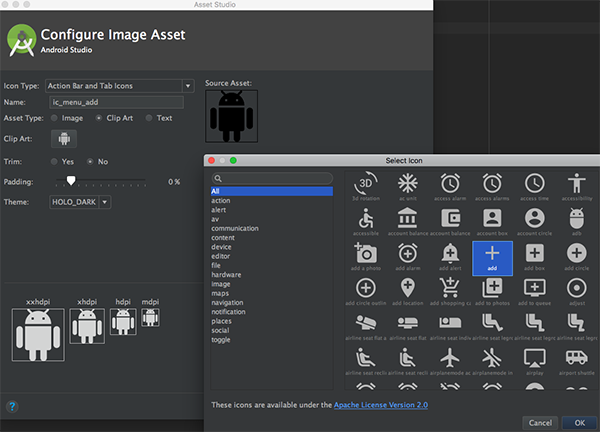 Asset Studio
Configure Image Asset
Android Studio
Icon Type: Action Bar and Tab Icons
Name: ic_menu_add
Asset Type: Image Clip Art Text
Clip Art:
Trim: Yes No
Padding: 0 %
Theme: HOLO_DARK
Source Asset:
xxhdpi xhdpi hdpi mdpi
?
Select Icon
All
action
alert
av
communication
content
device
editor
file
hardware
image
maps
navigation
notification
places
social
toggle
3D
3d rotation ac unit access alarm access alarms access time accessibility
accessible account balance account balance account box account circle adb
add a photo add alarm add alert add add box add circle
add circle outlin add location add shopping ca add to photos add to queue adjust
airline seat flat airline seat flat a airline seat indiv airline seat legro airline seat legro airline seat legro
airline seat recli airline seat recli airplanemode ac airplanemode in airplay airport shuttle
These icons are available under the Apache License Version 2.0
Cancel OK